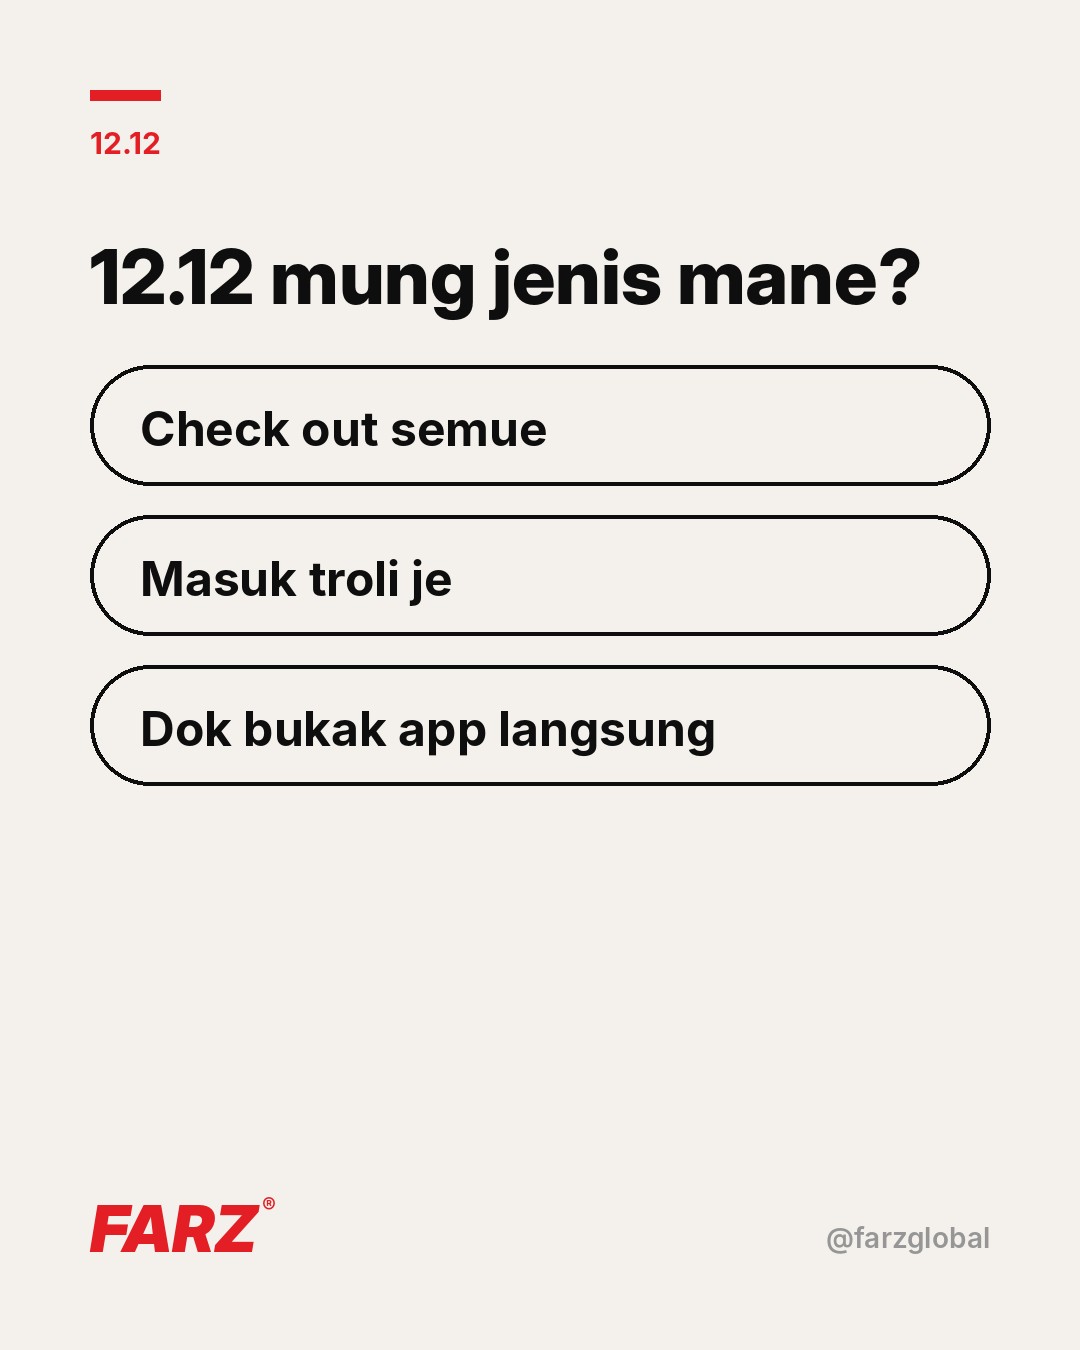 12.12
12.12 mung jenis mane?
Check out semue
Masuk troli je
Dok bukak app langsung
FARZ®
@farzglobal